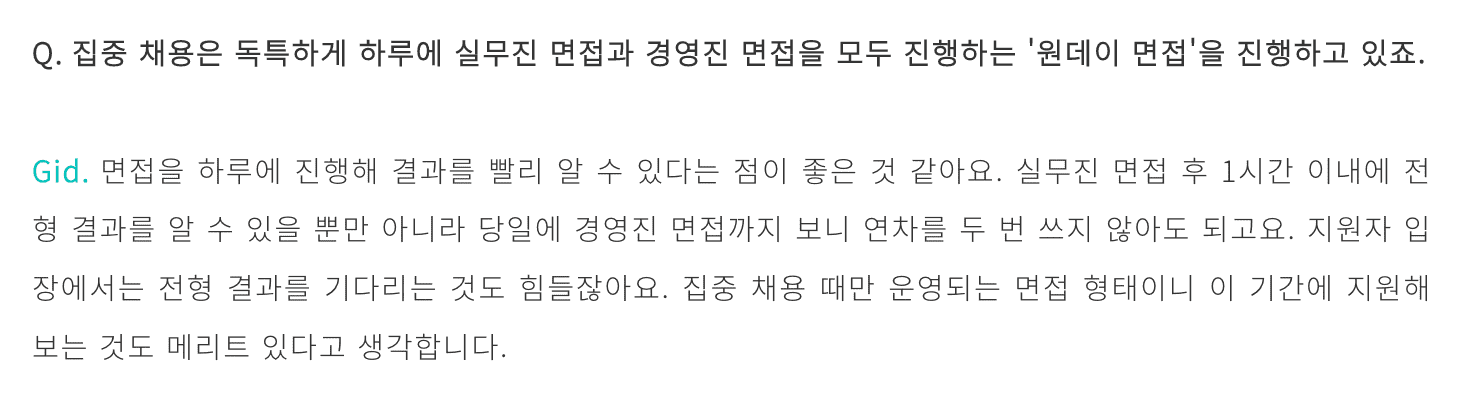 Q. 집중 채용은 독특하게 하루에 실무진 면접과 경영진 면접을 모두 진행하는 '원데이 면접'을 진행하고 있죠.
Gid. 면접을 하루에 진행해 결과를 빨리 알 수 있다는 점이 좋은 것 같아요. 실무진 면접 후 1시간 이내에 전
형 결과를 알 수 있을 뿐만 아니라 당일에 경영진 면접까지 보니 연차를 두 번 쓰지 않아도 되고요. 지원자 입
장에서는 전형 결과를 기다리는 것도 힘들잖아요. 집중 채용 때만 운영되는 면접 형태이니 이 기간에 지원해
보는 것도 메리트 있다고 생각합니다.